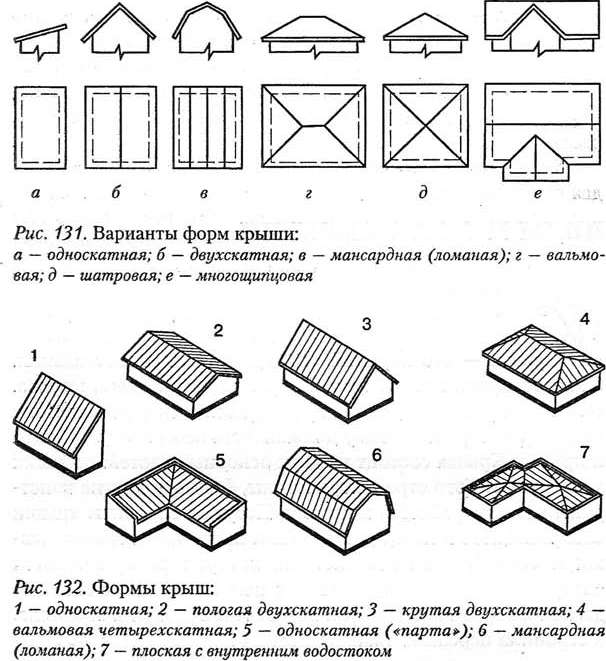 а б в г д е
Рис. 131. Варианты форм крыши:
а — односкатная; б — двухскатная; в — мансардная (ломаная); г — вальмо-
вая; д — шатровая; е — многощипцовая
1 2 3 4
5 6 7
Рис. 132. Формы крыш:
1 — односкатная; 2 — пологая двухскатная; 3 — крутая двухскатная; 4 —
вальмовая четырехскатная; 5 — односкатная («парта»); 6 — мансардная
(ломаная); 7 — плоская с внутренним водостоком